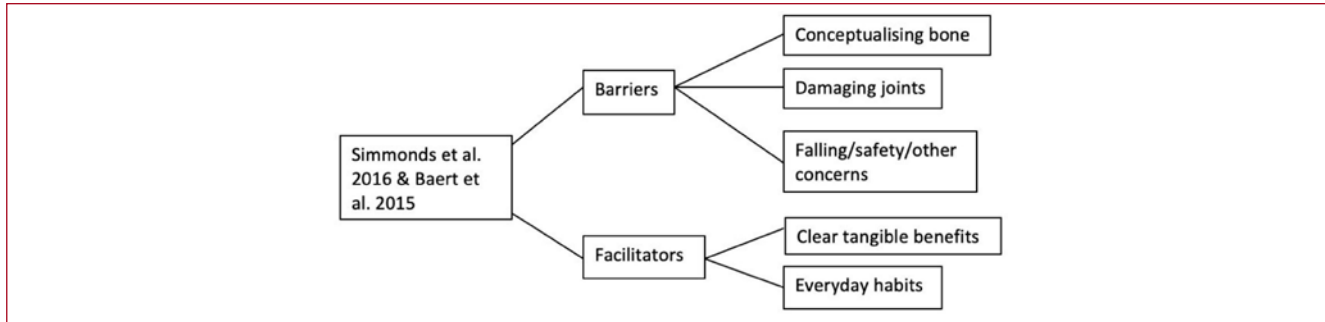 Simmonds et al.
2016 & Baert et
al. 2015
Barriers
Conceptualising bone
Damaging joints
Falling/safety/other
concerns
Facilitators
Clear tangible benefits
Everyday habits